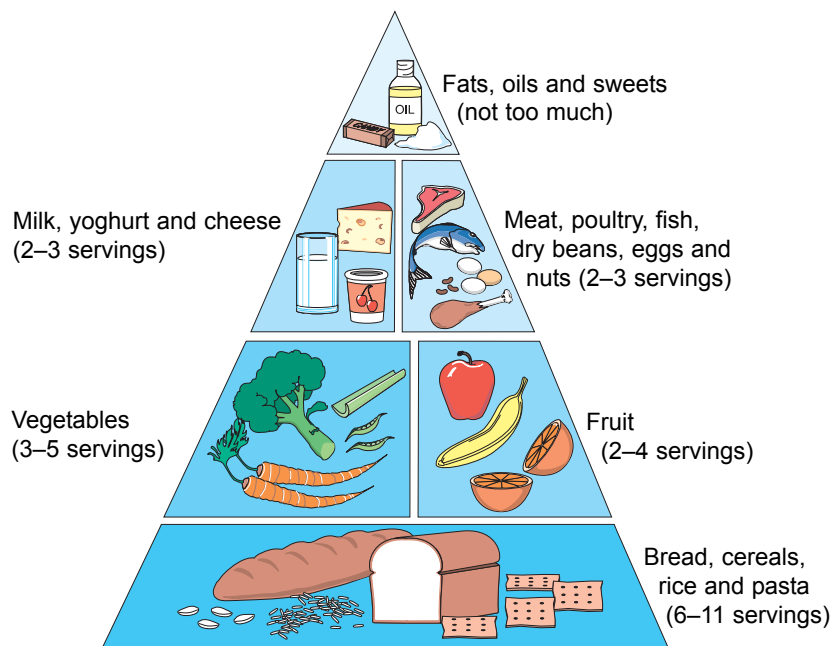 Fats, oils and sweets
(not too much)
OIL
CANDY
Milk, yoghurt and cheese
(2–3 servings)
Meat, poultry, fish,
dry beans, eggs and
nuts (2–3 servings)
Vegetables
(3–5 servings)
Fruit
(2–4 servings)
Bread, cereals,
rice and pasta
(6–11 servings)